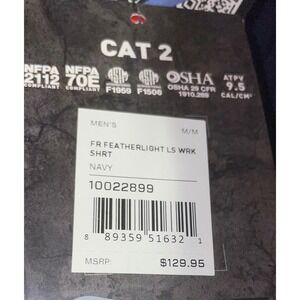 CAT 2
NFPA 2112 COMPLIANT
NFPA 70E COMPLIANT
F1959
F1506
OSHA
OSHA 29 CFR 1910.269
ATPV 9.5 CAL/CM²
MEN'S M/M
FR FEATHERLIGHT LS WRK
SHRT
NAVY
10022899
8 89359 51632 1
MSRP: $129.95